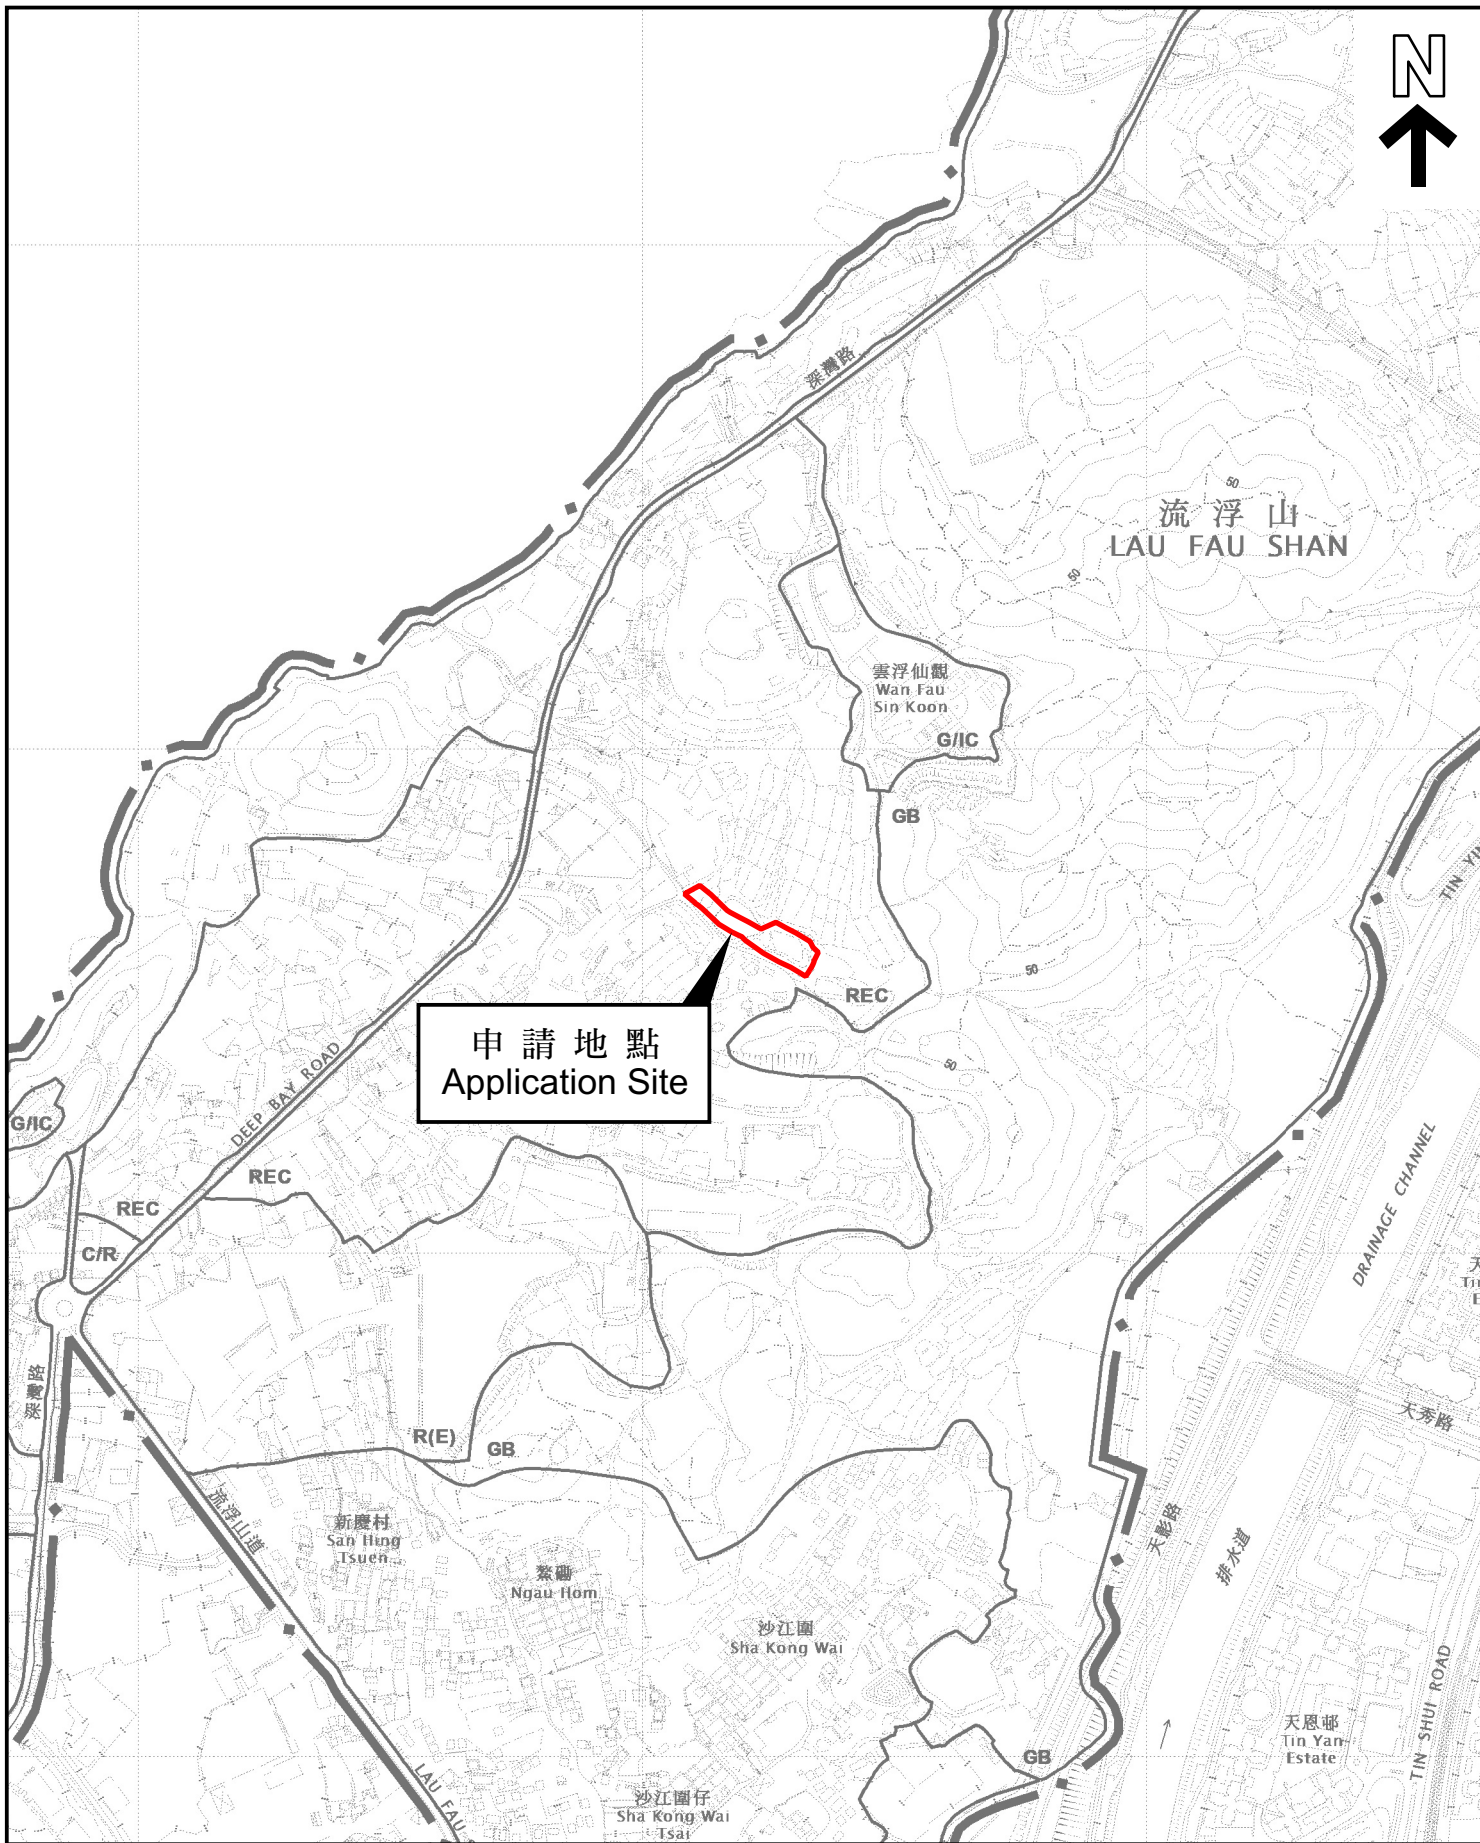 N
深灣路
50
流浮山
LAU FAU SHAN
50
雲浮仙觀
Wan Fau
Sin Koon
G/IC
GB
TIN YIN
50
REC
申請地點
Application Site
50
DEEP BAY ROAD
G/IC
REC
REC
C/R
DRAINAGE CHANNEL
深灣路
天秀路
R(E)
GB
流浮山道
新慶村
San Hing
Tsuen
鰲磡
Ngau Hom
天影路
排水道
沙江圍
Sha Kong Wai
TIN SHUI ROAD
天恩邨
Tin Yan
Estate
GB
LAU FAU
沙江圍仔
Sha Kong Wai
Tsai